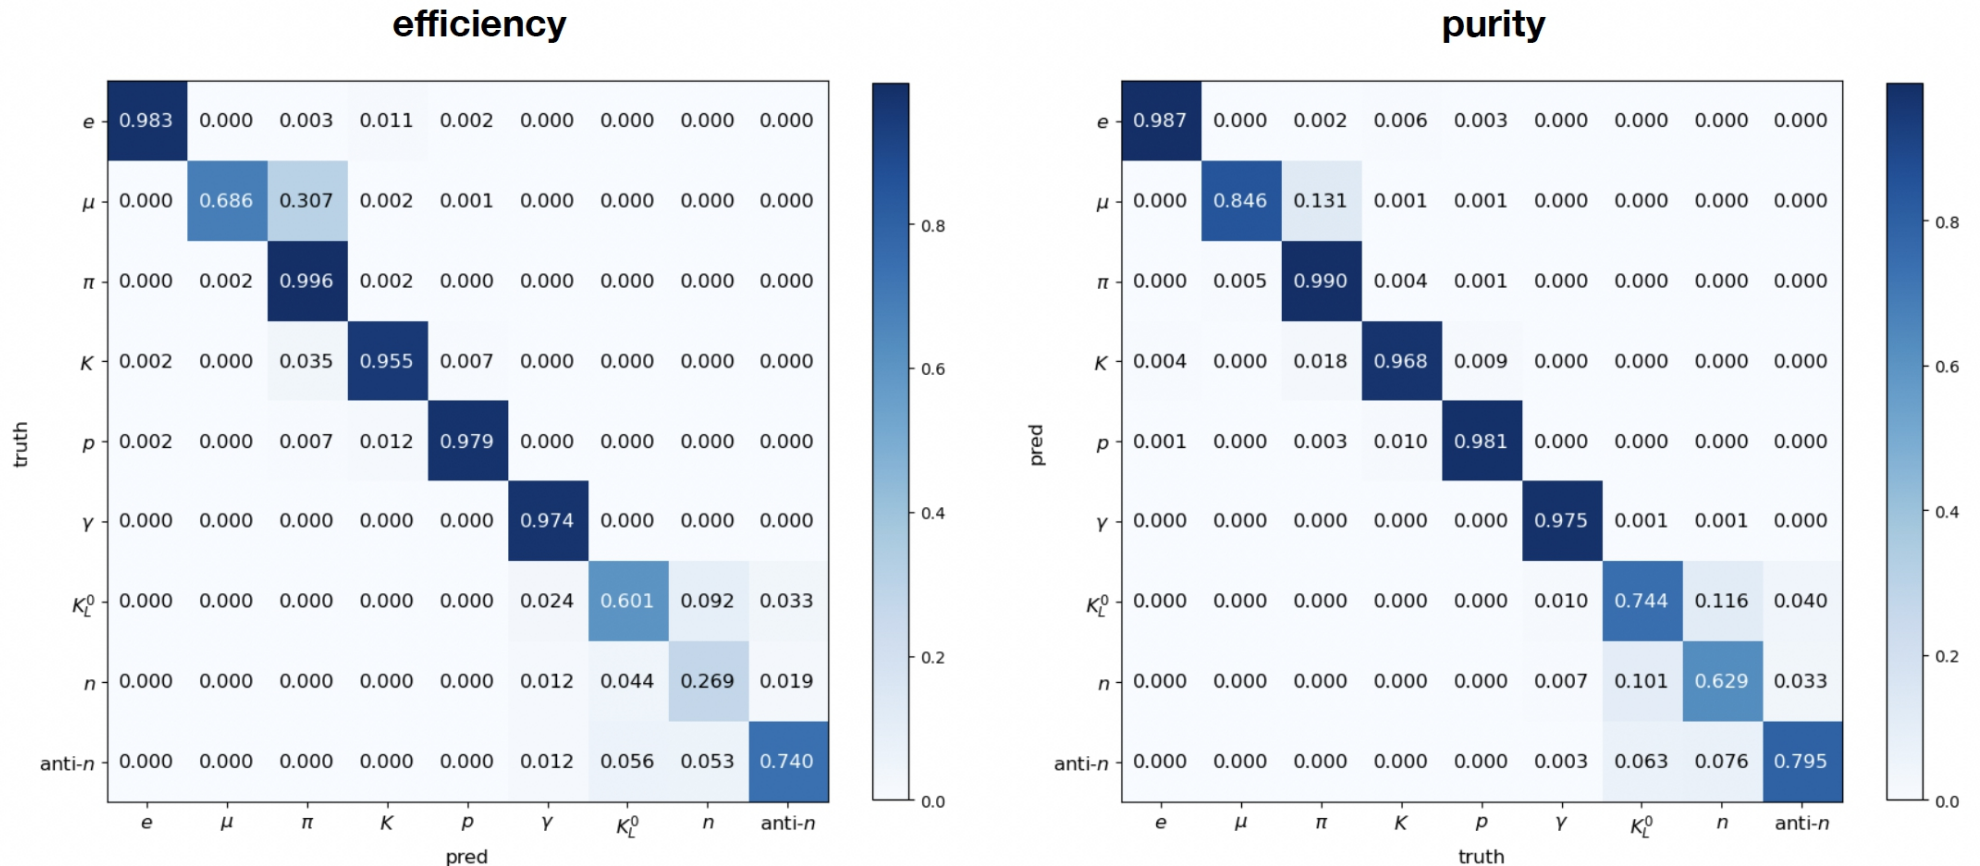 efficiency
e 0.983 0.000 0.003 0.011 0.002 0.000 0.000 0.000 0.000
μ 0.000 0.686 0.307 0.002 0.001 0.000 0.000 0.000 0.000
π 0.000 0.002 0.996 0.002 0.000 0.000 0.000 0.000 0.000
K 0.002 0.000 0.035 0.955 0.007 0.000 0.000 0.000 0.000
p 0.002 0.000 0.007 0.012 0.979 0.000 0.000 0.000 0.000
γ 0.000 0.000 0.000 0.000 0.000 0.974 0.000 0.000 0.000
K_L^0 0.000 0.000 0.000 0.000 0.000 0.024 0.601 0.092 0.033
n 0.000 0.000 0.000 0.000 0.000 0.012 0.044 0.269 0.019
anti-n 0.000 0.000 0.000 0.000 0.000 0.012 0.056 0.053 0.740
e μ π K p γ K_L^0 n anti-n
pred
truth
0.8
0.6
0.4
0.2
0.0
purity
e 0.987 0.000 0.002 0.006 0.003 0.000 0.000 0.000 0.000
μ 0.000 0.846 0.131 0.001 0.001 0.000 0.000 0.000 0.000
π 0.000 0.005 0.990 0.004 0.001 0.000 0.000 0.000 0.000
K 0.004 0.000 0.018 0.968 0.009 0.000 0.000 0.000 0.000
p 0.001 0.000 0.003 0.010 0.981 0.000 0.000 0.000 0.000
γ 0.000 0.000 0.000 0.000 0.000 0.975 0.001 0.001 0.000
K_L^0 0.000 0.000 0.000 0.000 0.000 0.010 0.744 0.116 0.040
n 0.000 0.000 0.000 0.000 0.000 0.007 0.101 0.629 0.033
anti-n 0.000 0.000 0.000 0.000 0.000 0.003 0.063 0.076 0.795
e μ π K p γ K_L^0 n anti-n
truth
pred
0.8
0.6
0.4
0.2
0.0